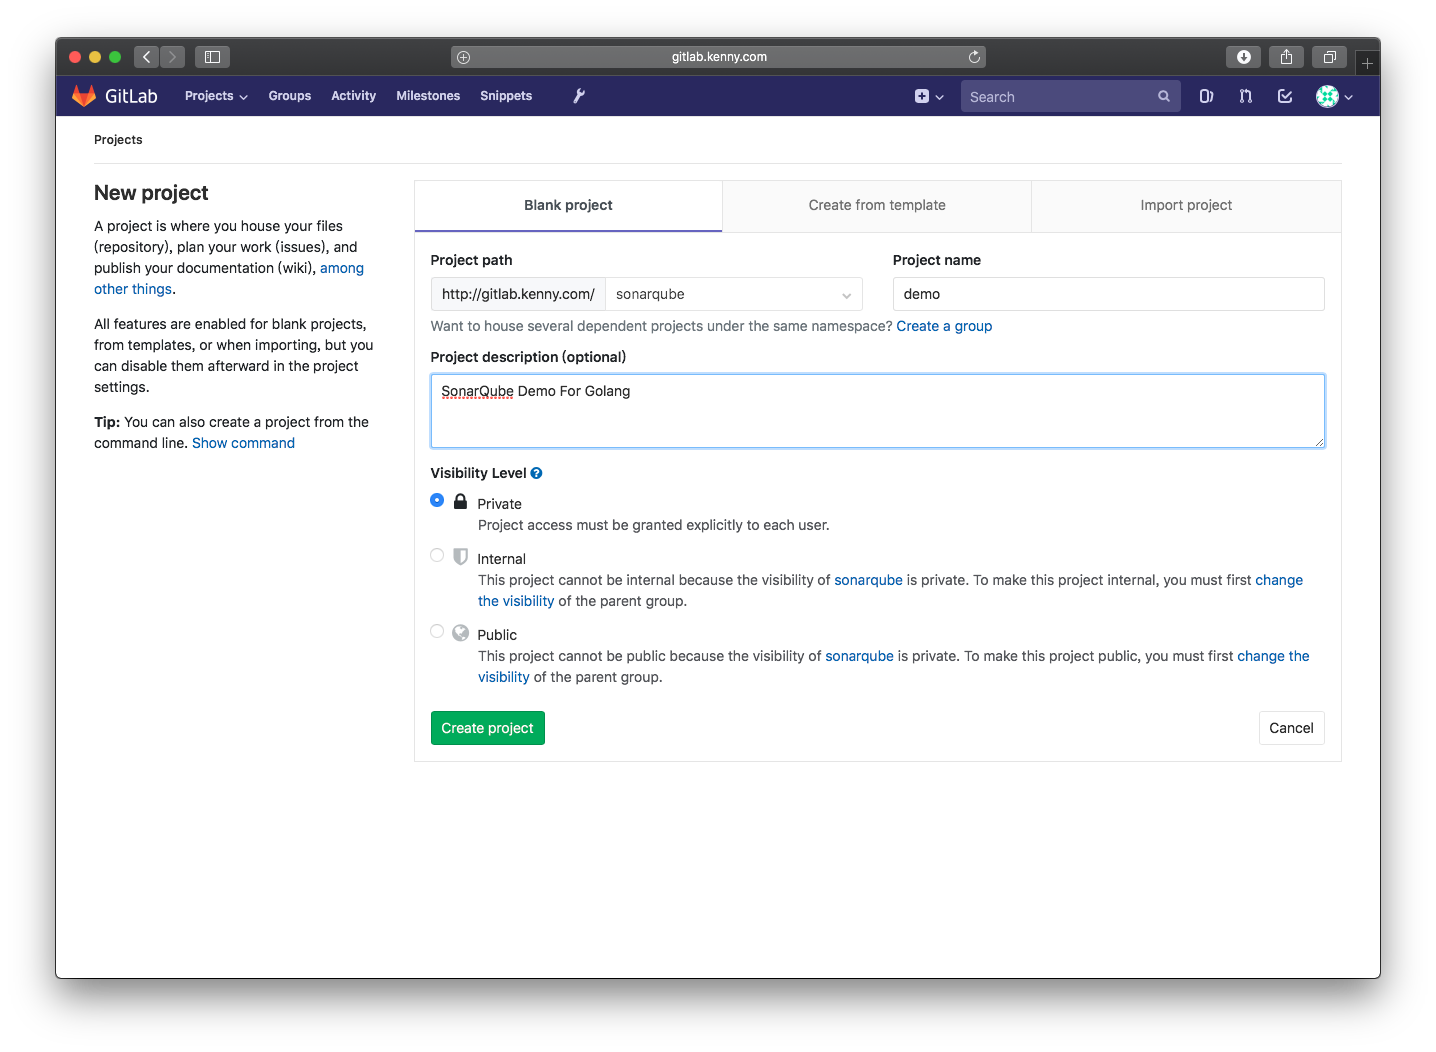 gitlab.kenny.com
GitLab Projects Groups Activity Milestones Snippets Search
Projects
New project
A project is where you house your files
(repository), plan your work (issues), and
publish your documentation (wiki), among
other things.
All features are enabled for blank projects,
from templates, or when importing, but you
can disable them afterward in the project
settings.
Tip: You can also create a project from the
command line. Show command
Blank project Create from template Import project
Project path Project name
http://gitlab.kenny.com/ sonarqube demo
Want to house several dependent projects under the same namespace? Create a group
Project description (optional)
SonarQube Demo For Golang
Visibility Level
Private
Project access must be granted explicitly to each user.
Internal
This project cannot be internal because the visibility of sonarqube is private. To make this project internal, you must first change
the visibility of the parent group.
Public
This project cannot be public because the visibility of sonarqube is private. To make this project public, you must first change the
visibility of the parent group.
Create project Cancel